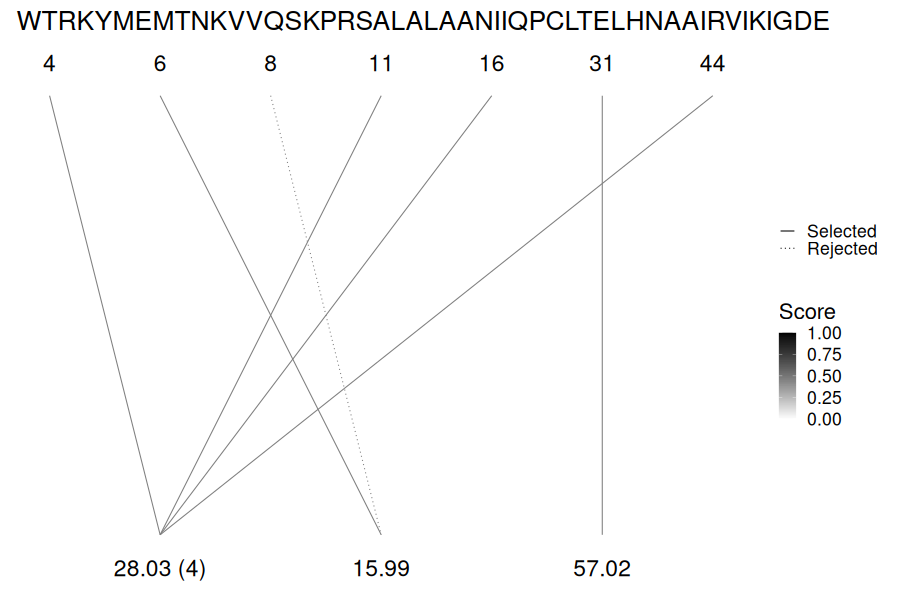 WTRKYMEMTNKVVQSKPRSALALAANIIQPCLTELHNAAIRVIKIGDE
4 6 8 11 16 31 44
Selected
Rejected
Score
1.00
0.75
0.50
0.25
0.00
28.03 (4) 15.99 57.02